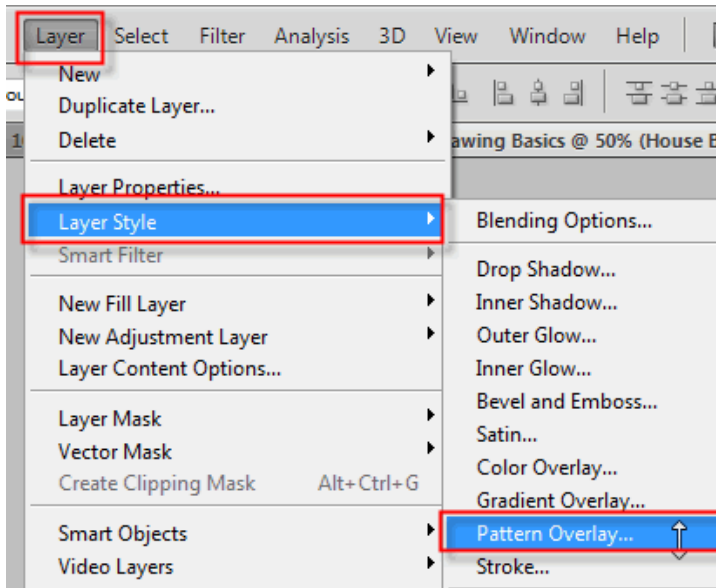 Layer Select Filter Analysis 3D View Window Help
New
Duplicate Layer...
Delete
awing Basics @ 50% (House B
Layer Properties...
Layer Style
Smart Filter
New Fill Layer
New Adjustment Layer
Layer Content Options...
Layer Mask
Vector Mask
Create Clipping Mask Alt+Ctrl+G
Smart Objects
Video Layers
Blending Options...
Drop Shadow...
Inner Shadow...
Outer Glow...
Inner Glow...
Bevel and Emboss...
Satin...
Color Overlay...
Gradient Overlay...
Pattern Overlay...
Stroke...